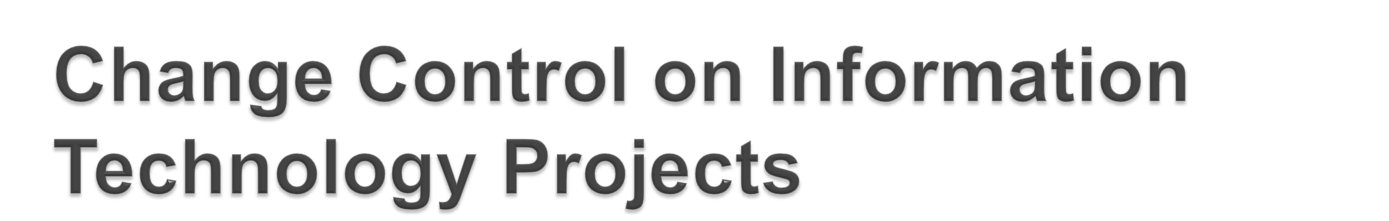 Change Control on Information
Technology Projects